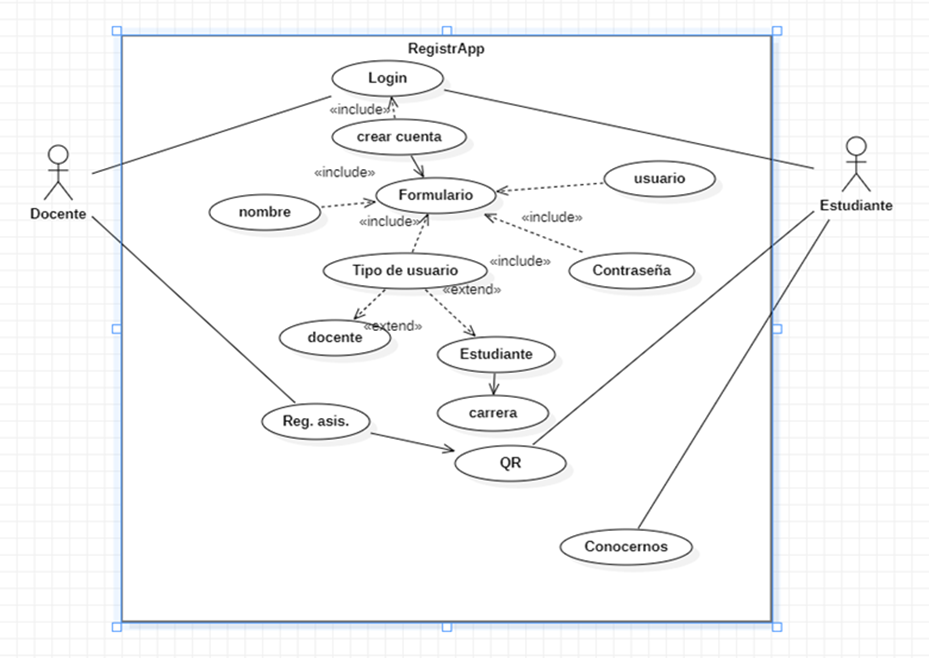 RegistrApp
Login
«include»
crear cuenta
«include»
Formulario
usuario
nombre
«include»
«include»
Docente
Estudiante
Tipo de usuario
«include»
Contraseña
«extend»
«extend»
docente
Estudiante
carrera
Reg. asis.
QR
Conocernos